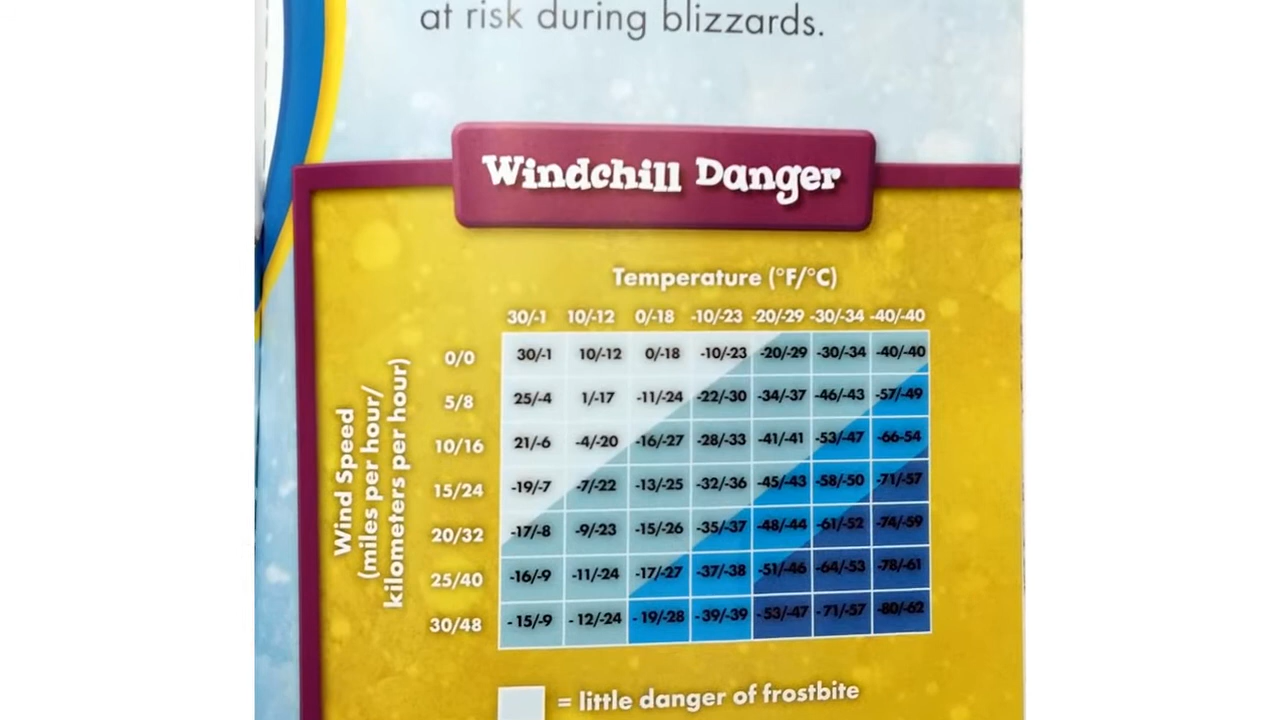 at risk during blizzards.
Windchill Danger
Temperature (°F/°C)
30/-1 10/-12 0/-18 -10/-23 -20/-29 -30/-34 -40/-40
Wind Speed
(miles per hour/
kilometers per hour)
0/0 30/-1 10/-12 0/-18 -10/-23 -20/-29 -30/-34 -40/-40
5/8 25/-4 1/-17 -11/-24 -22/-30 -34/-37 -46/-43 -57/-49
10/16 21/-6 -4/-20 -16/-27 -28/-33 -41/-41 -53/-47 -66-54
15/24 -19/-7 -7/-22 -13/-25 -32/-36 -45/-43 -58/-50 -71/-57
20/32 -17/-8 -9/-23 -15/-26 -35/-37 -48/-44 -61/-52 -74/-59
25/40 -16/-9 -11/-24 -17/-27 -37/-38 -51/-46 -64/-53 -78/-61
30/48 -15/-9 -12/-24 -19/-28 -39/-39 -53/-47 -71/-57 -80/-62
= little danger of frostbite